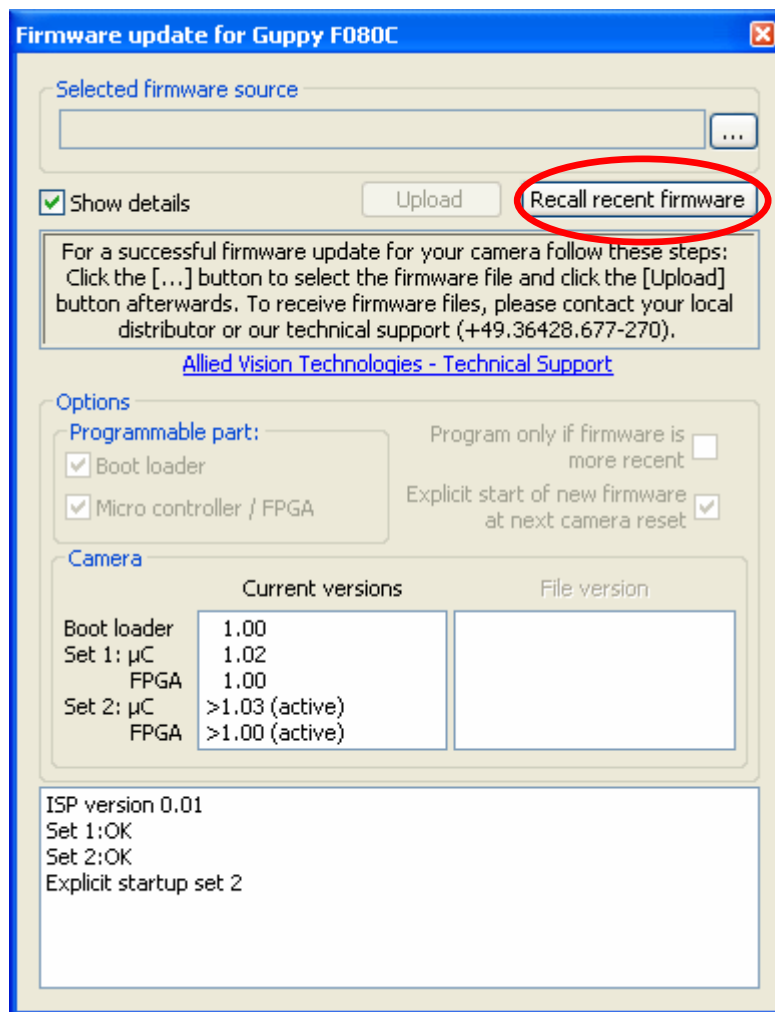 Firmware update for Guppy F080C
Selected firmware source
...
Show details
Upload
Recall recent firmware
For a successful firmware update for your camera follow these steps:
Click the [...] button to select the firmware file and click the [Upload]
button afterwards. To receive firmware files, please contact your local
distributor or our technical support (+49.36428.677-270).
Allied Vision Technologies - Technical Support
Options
Programmable part:
Boot loader
Micro controller / FPGA
Program only if firmware is
more recent
Explicit start of new firmware
at next camera reset
Camera
Current versions File version
Boot loader 1.00
Set 1: µC 1.02
FPGA 1.00
Set 2: µC >1.03 (active)
FPGA >1.00 (active)
ISP version 0.01
Set 1:OK
Set 2:OK
Explicit startup set 2